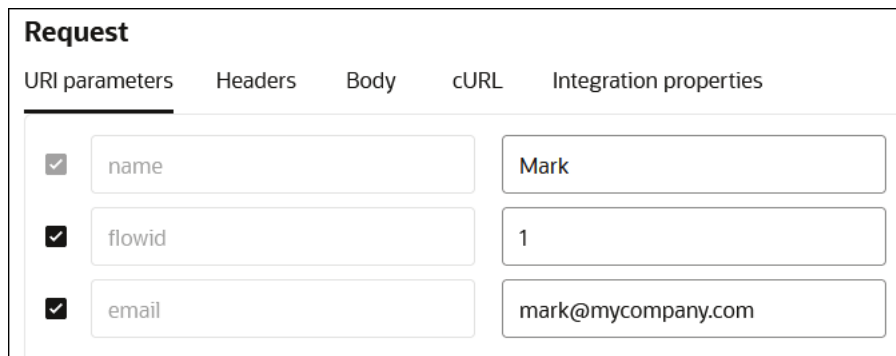 Request
URI parameters Headers Body cURL Integration properties
name Mark
flowid 1
email mark@mycompany.com